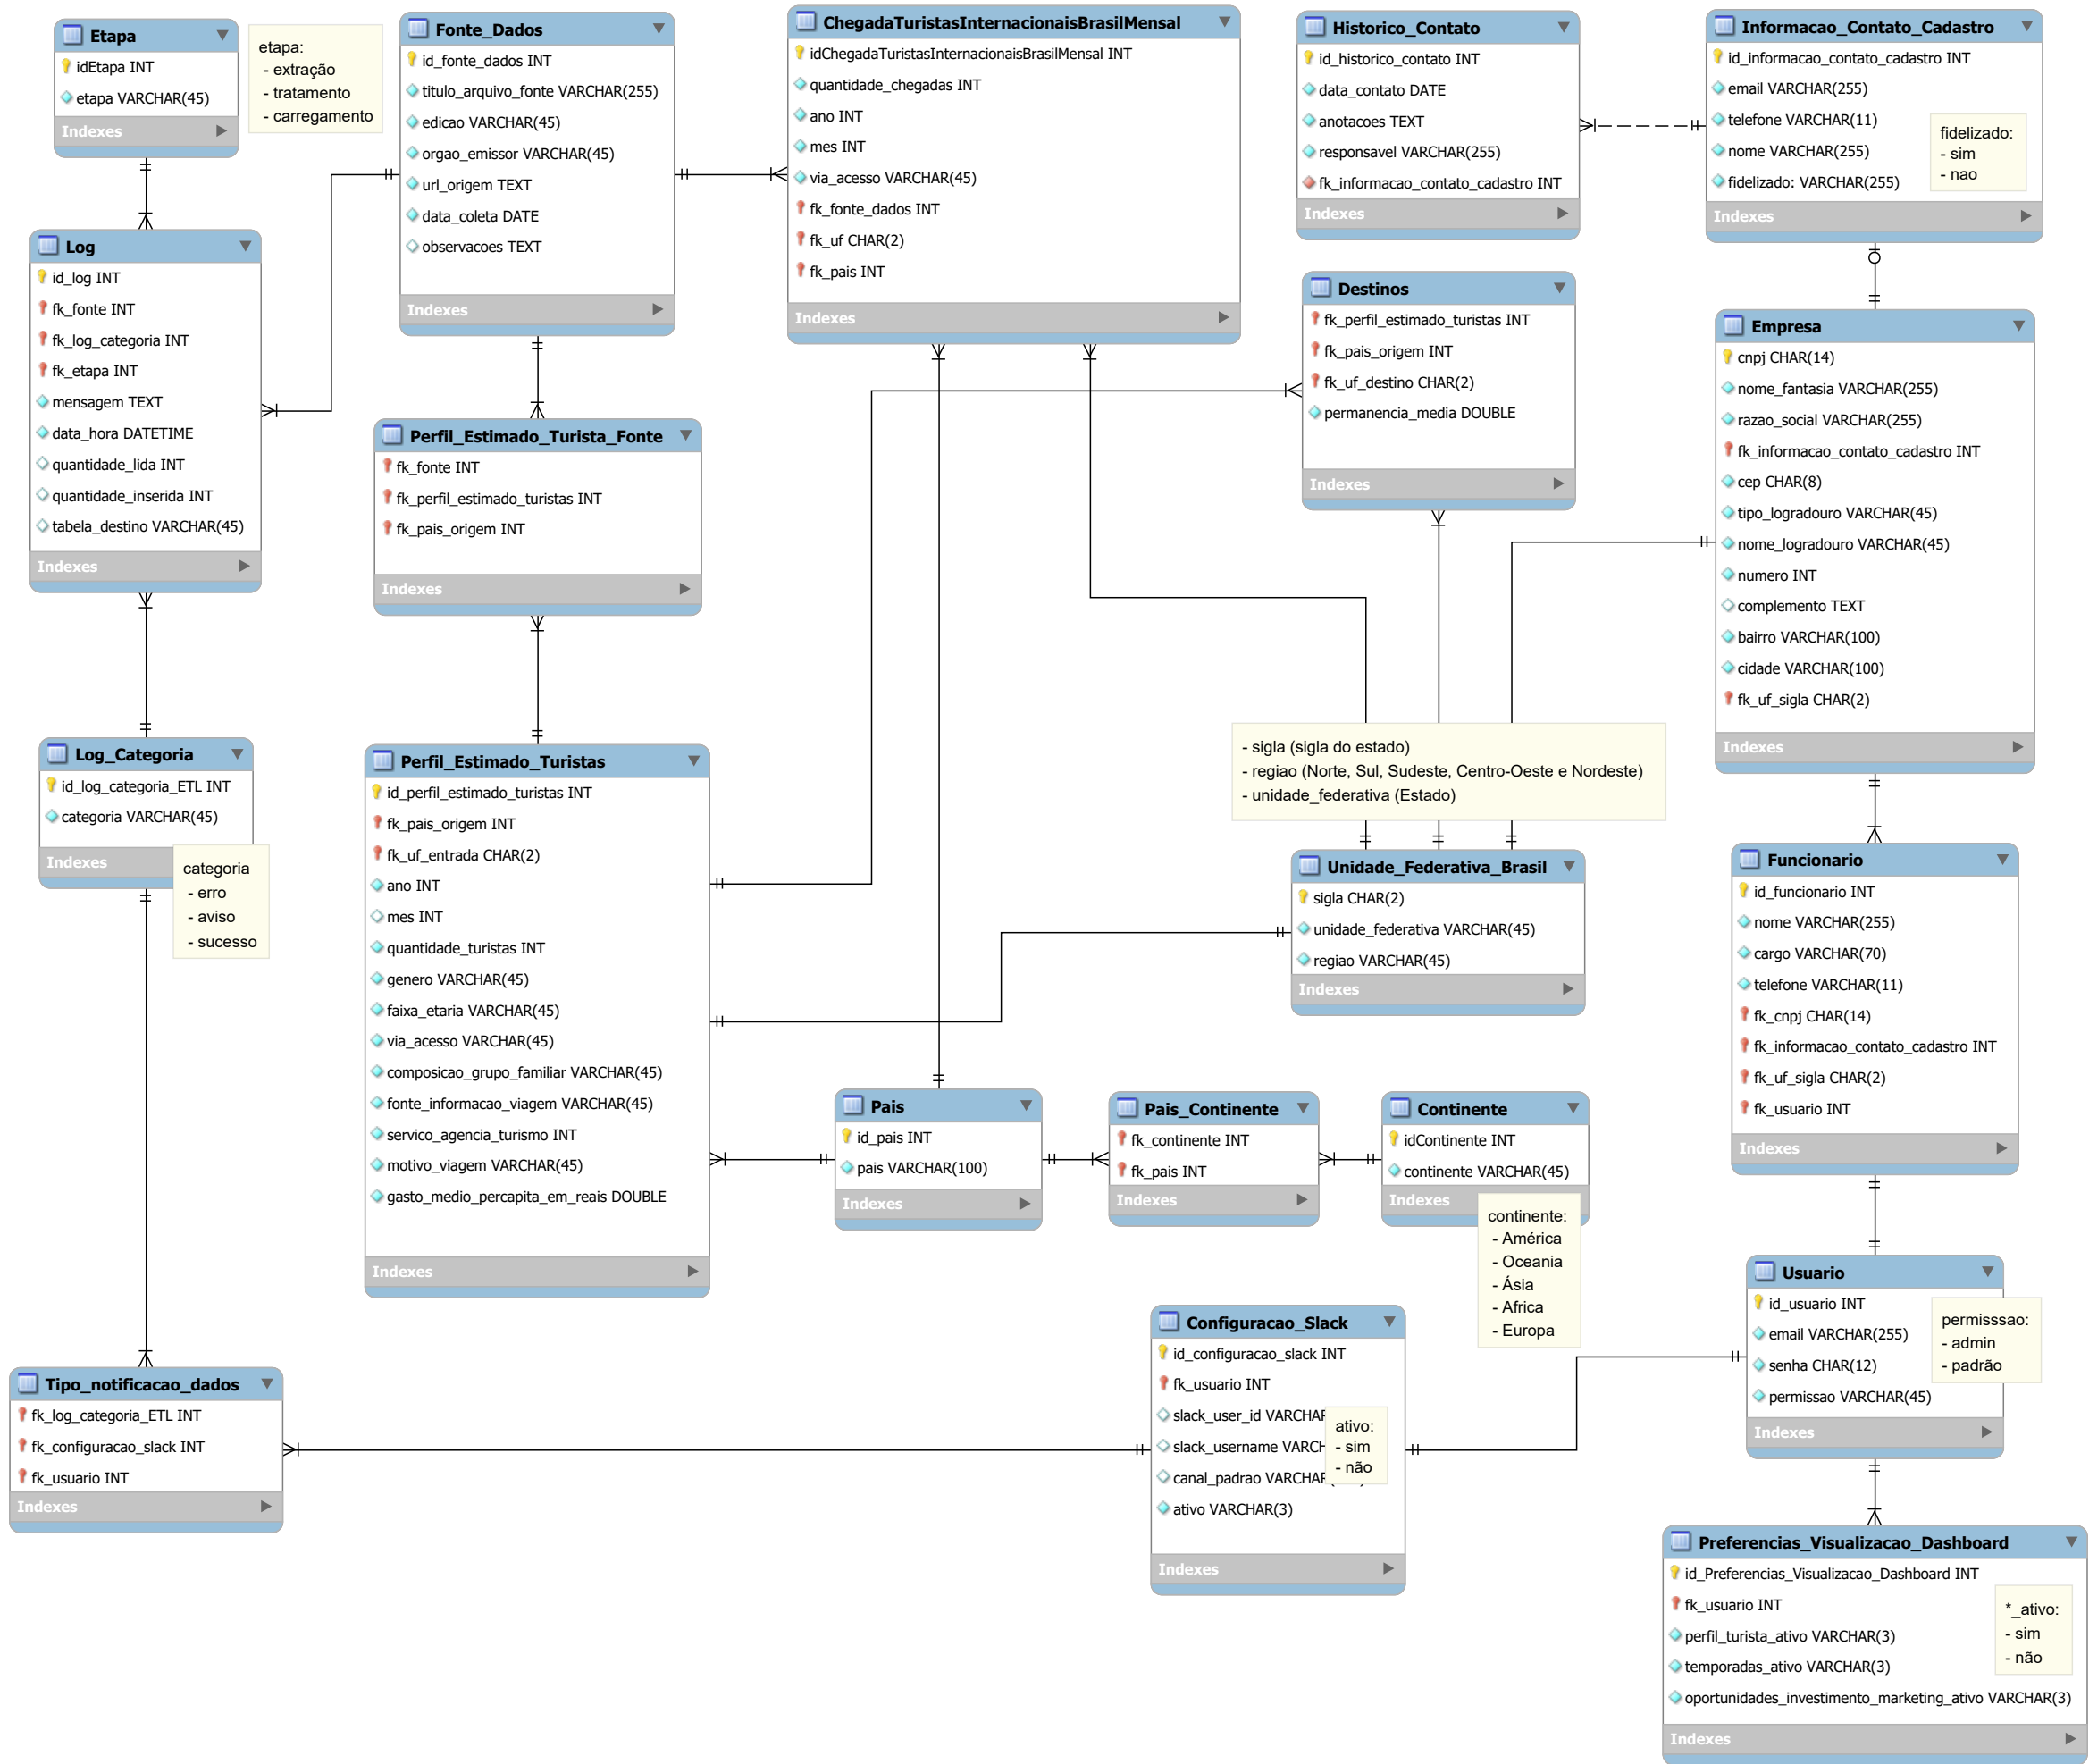 Etapa
idEtapa INT
etapa VARCHAR(45)
Indexes
etapa:
- extração
- tratamento
- carregamento
Fonte_Dados
id_fonte_dados INT
titulo_arquivo_fonte VARCHAR(255)
edicao VARCHAR(45)
orgao_emissor VARCHAR(45)
url_origem TEXT
data_coleta DATE
observacoes TEXT
Indexes
ChegadaTuristasInternacionaisBrasilMensal
idChegadaTuristasInternacionaisBrasilMensal INT
quantidade_chegadas INT
ano INT
mes INT
via_acesso VARCHAR(45)
fk_fonte_dados INT
fk_uf CHAR(2)
fk_pais INT
Indexes
Historico_Contato
id_historico_contato INT
data_contato DATE
anotacoes TEXT
responsavel VARCHAR(255)
fk_informacao_contato_cadastro INT
Indexes
Informacao_Contato_Cadastro
id_informacao_contato_cadastro INT
email VARCHAR(255)
telefone VARCHAR(11)
nome VARCHAR(255)
fidelizado: VARCHAR(255)
Indexes
fidelizado:
- sim
- nao
Log
id_log INT
fk_fonte INT
fk_log_categoria INT
fk_etapa INT
mensagem TEXT
data_hora DATETIME
quantidade_lida INT
quantidade_inserida INT
tabela_destino VARCHAR(45)
Indexes
Destinos
fk_perfil_estimado_turistas INT
fk_pais_origem INT
fk_uf_destino CHAR(2)
permanencia_media DOUBLE
Indexes
Empresa
cnpj CHAR(14)
nome_fantasia VARCHAR(255)
razao_social VARCHAR(255)
fk_informacao_contato_cadastro INT
cep CHAR(8)
tipo_logradouro VARCHAR(45)
nome_logradouro VARCHAR(45)
numero INT
complemento TEXT
bairro VARCHAR(100)
cidade VARCHAR(100)
fk_uf_sigla CHAR(2)
Indexes
Perfil_Estimado_Turista_Fonte
fk_fonte INT
fk_perfil_estimado_turistas INT
fk_pais_origem INT
Indexes
Log_Categoria
id_log_categoria_ETL INT
categoria VARCHAR(45)
Indexes
categoria
- erro
- aviso
- sucesso
Perfil_Estimado_Turistas
id_perfil_estimado_turistas INT
fk_pais_origem INT
fk_uf_entrada CHAR(2)
ano INT
mes INT
quantidade_turistas INT
genero VARCHAR(45)
faixa_etaria VARCHAR(45)
via_acesso VARCHAR(45)
composicao_grupo_familiar VARCHAR(45)
fonte_informacao_viagem VARCHAR(45)
servico_agencia_turismo INT
motivo_viagem VARCHAR(45)
gasto_medio_percapita_em_reais DOUBLE
Indexes
- sigla (sigla do estado)
- regiao (Norte, Sul, Sudeste, Centro-Oeste e Nordeste)
- unidade_federativa (Estado)
Unidade_Federativa_Brasil
sigla CHAR(2)
unidade_federativa VARCHAR(45)
regiao VARCHAR(45)
Indexes
Funcionario
id_funcionario INT
nome VARCHAR(255)
cargo VARCHAR(70)
telefone VARCHAR(11)
fk_cnpj CHAR(14)
fk_informacao_contato_cadastro INT
fk_uf_sigla CHAR(2)
fk_usuario INT
Indexes
Pais
id_pais INT
pais VARCHAR(100)
Indexes
Pais_Continente
fk_continente INT
fk_pais INT
Indexes
Continente
idContinente INT
continente VARCHAR(45)
Indexes
continente:
- América
- Oceania
- Ásia
- Africa
- Europa
Usuario
id_usuario INT
email VARCHAR(255)
senha CHAR(12)
permissao VARCHAR(45)
Indexes
permisssao:
- admin
- padrão
Configuracao_Slack
id_configuracao_slack INT
fk_usuario INT
slack_user_id
slack_username
canal_padrao
ativo VARCHAR(3)
Indexes
ativo:
- sim
- não
Tipo_notificacao_dados
fk_log_categoria_ETL INT
fk_configuracao_slack INT
fk_usuario INT
Indexes
Preferencias_Visualizacao_Dashboard
id_Preferencias_Visualizacao_Dashboard INT
fk_usuario INT
perfil_turista_ativo VARCHAR(3)
temporadas_ativo VARCHAR(3)
oportunidades_investimento_marketing_ativo VARCHAR(3)
Indexes
*_ativo:
- sim
- não